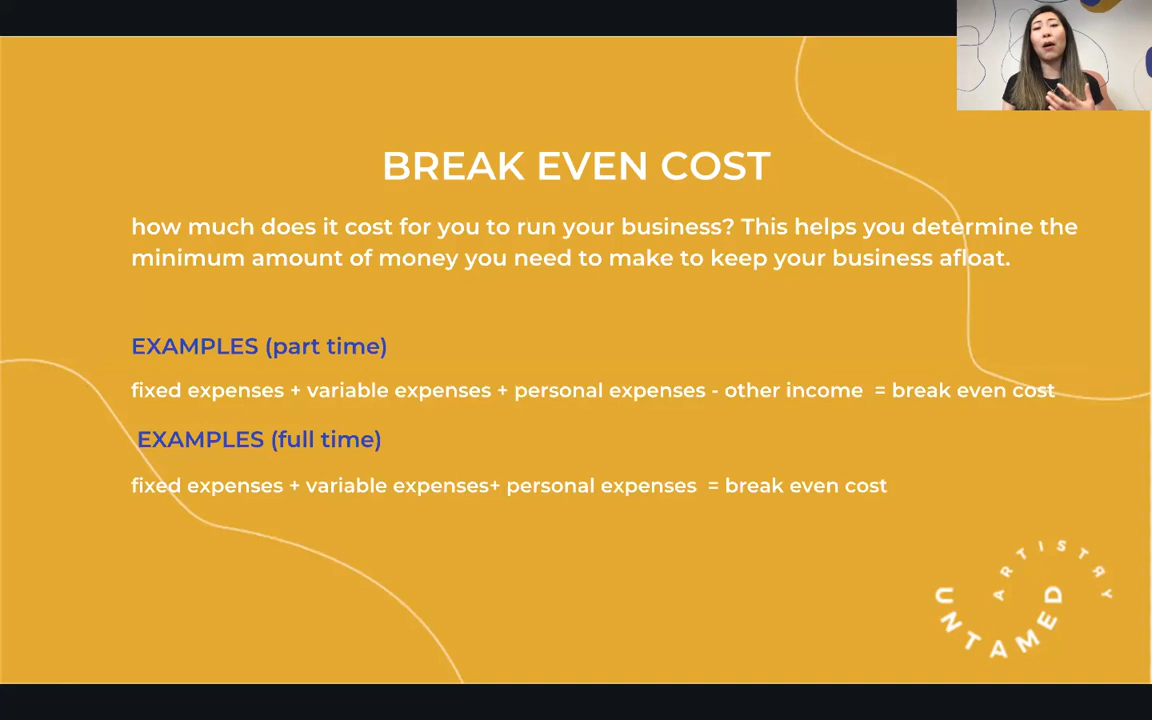 BREAK EVEN COST
how much does it cost for you to run your business? This helps you determine the
minimum amount of money you need to make to keep your business afloat.
EXAMPLES (part time)
fixed expenses + variable expenses + personal expenses - other income = break even cost
EXAMPLES (full time)
fixed expenses + variable expenses+ personal expenses = break even cost
UNTAMED
ARTISTRY